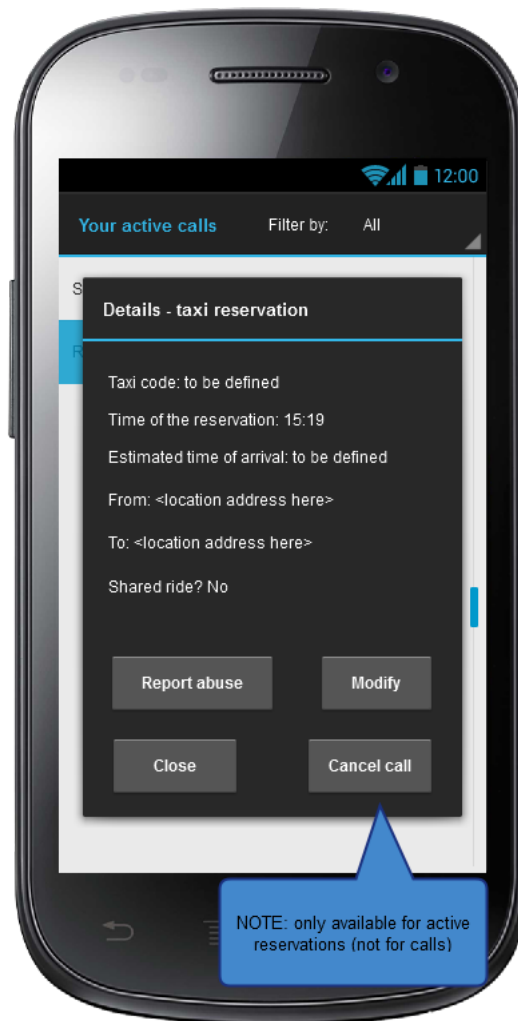 12:00
Your active calls Filter by: All
S
Details - taxi reservation
R
Taxi code: to be defined
Time of the reservation: 15:19
Estimated time of arrival: to be defined
From: <location address here>
To: <location address here>
Shared ride? No
Report abuse Modify
Close Cancel call
NOTE: only available for active
reservations (not for calls)